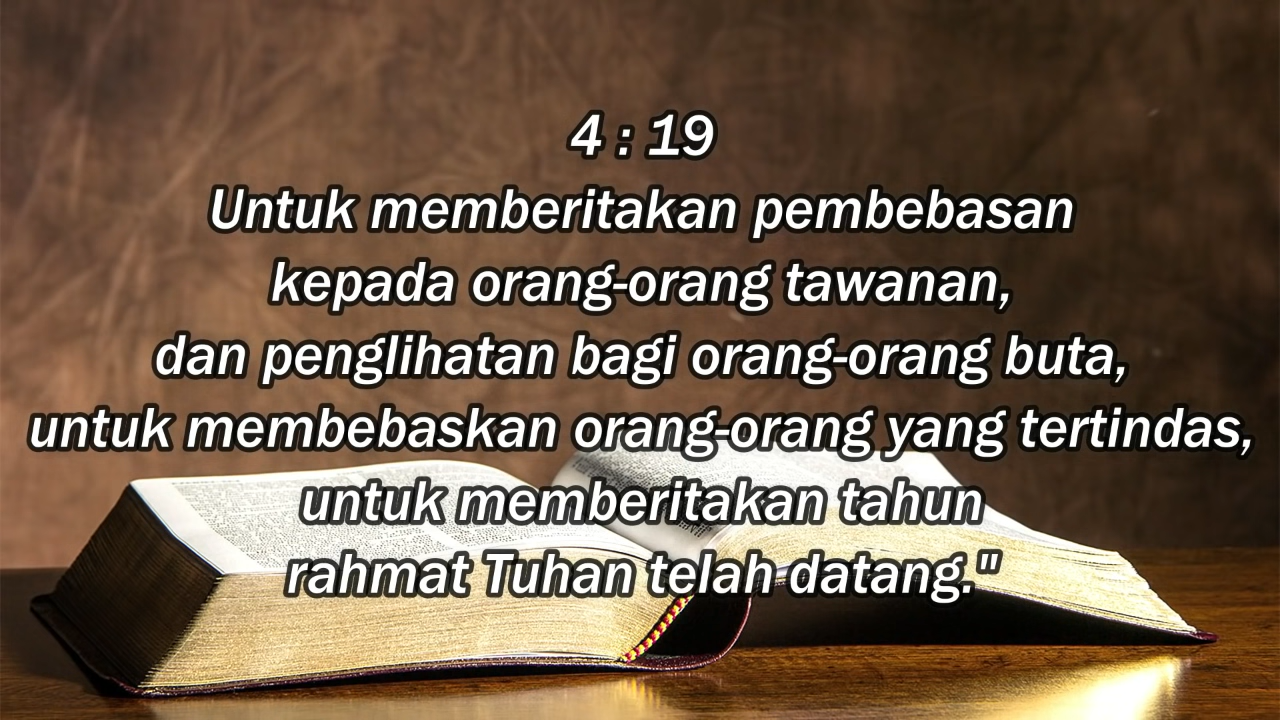 4 : 19
Untuk memberitakan pembebasan
kepada orang-orang tawanan,
dan penglihatan bagi orang-orang buta,
untuk membebaskan orang-orang yang tertindas,
untuk memberitakan tahun
rahmat Tuhan telah datang."